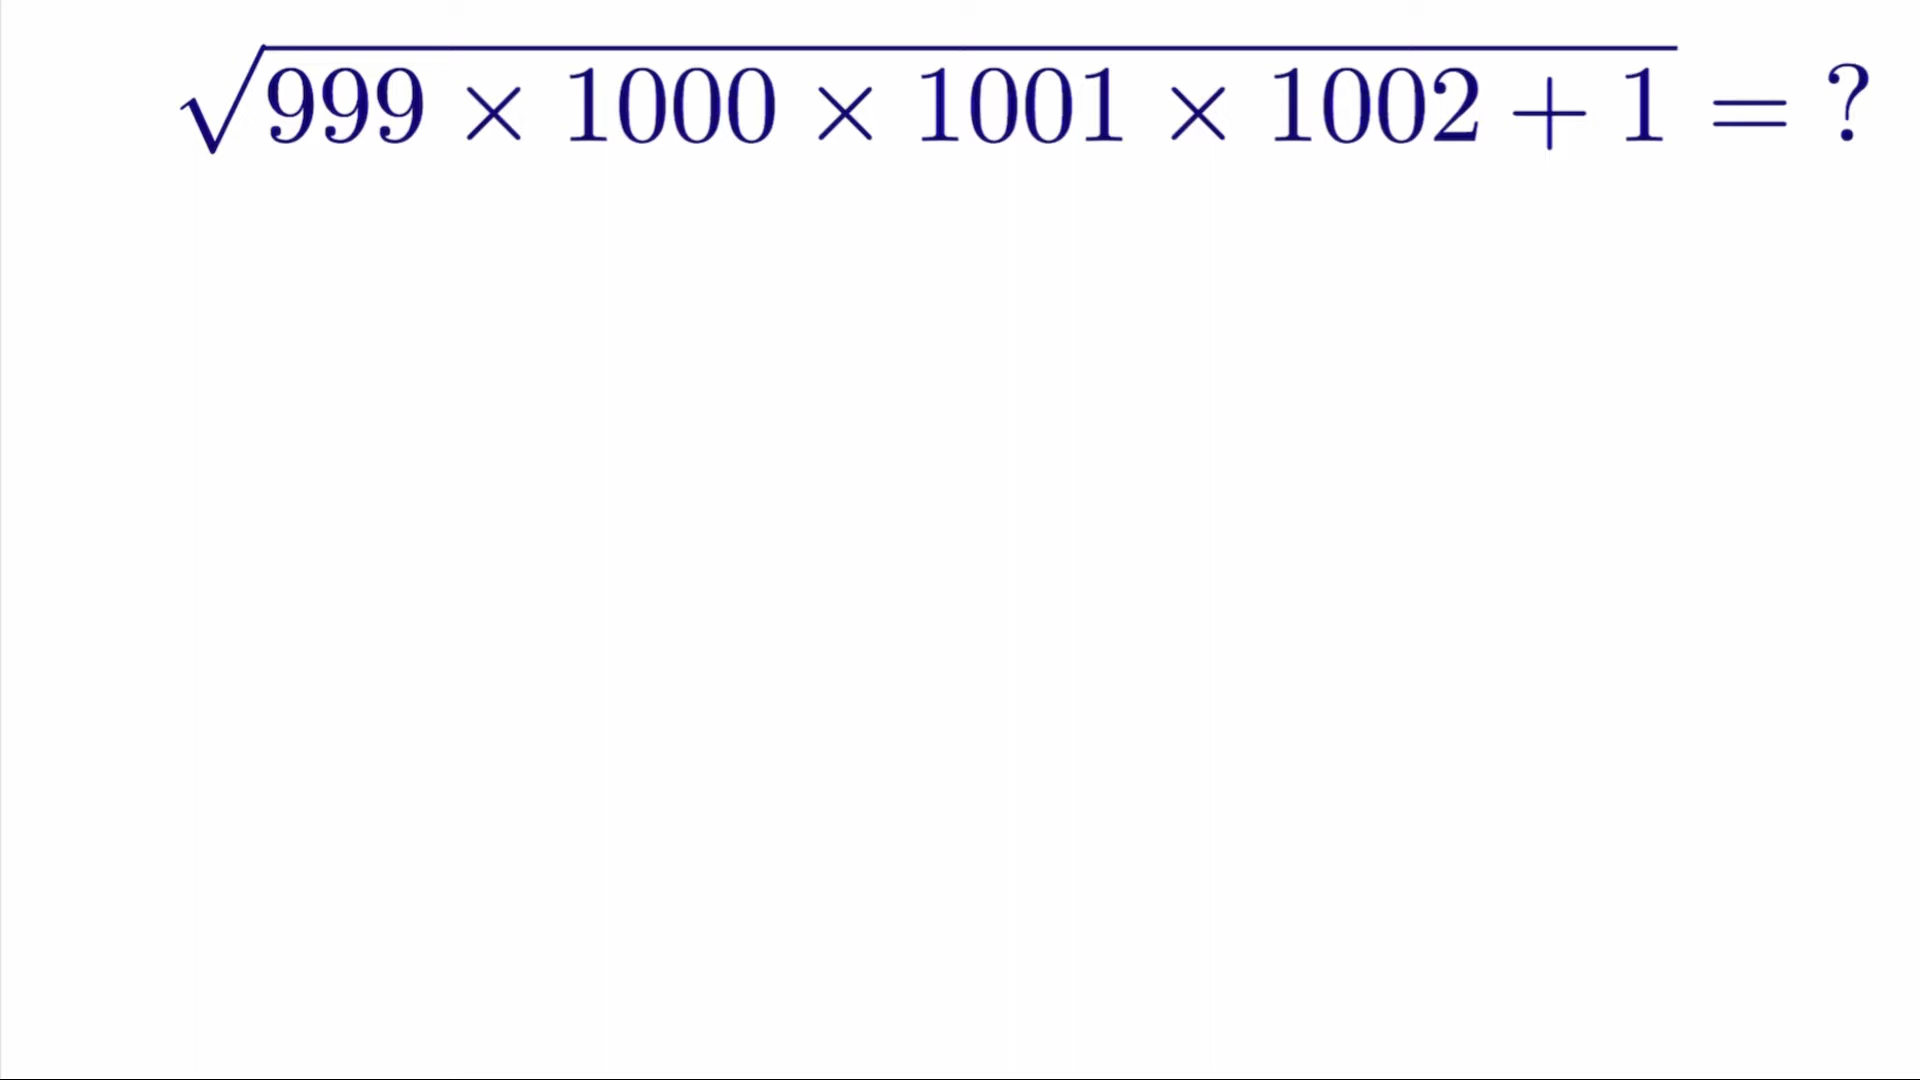 √999 × 1000 × 1001 × 1002 + 1 = ?